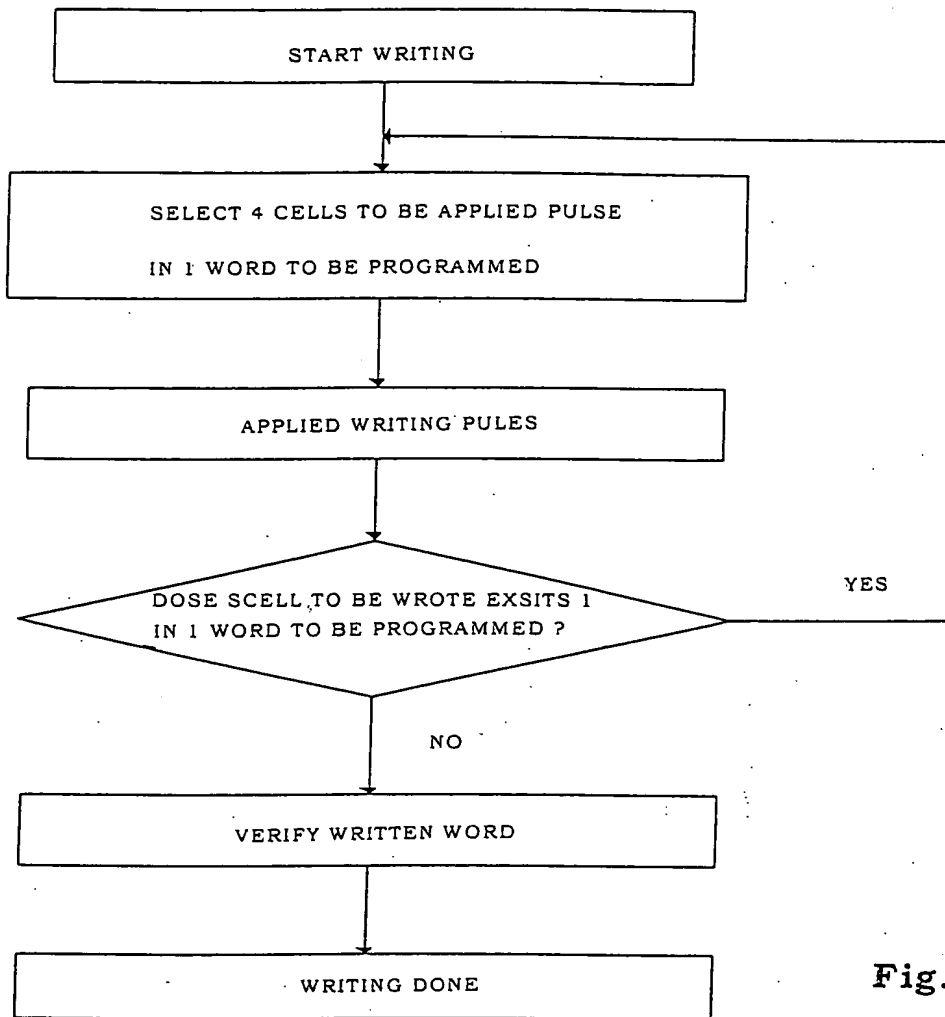 START WRITING
SELECT 4 CELLS TO BE APPLIED PULSE
IN 1 WORD TO BE PROGRAMMED
APPLIED WRITING PULES
DOSE SCELL TO BE WROTE EXSITS 1
IN 1 WORD TO BE PROGRAMMED ?
YES
NO
VERIFY WRITTEN WORD
WRITING DONE
Fig.